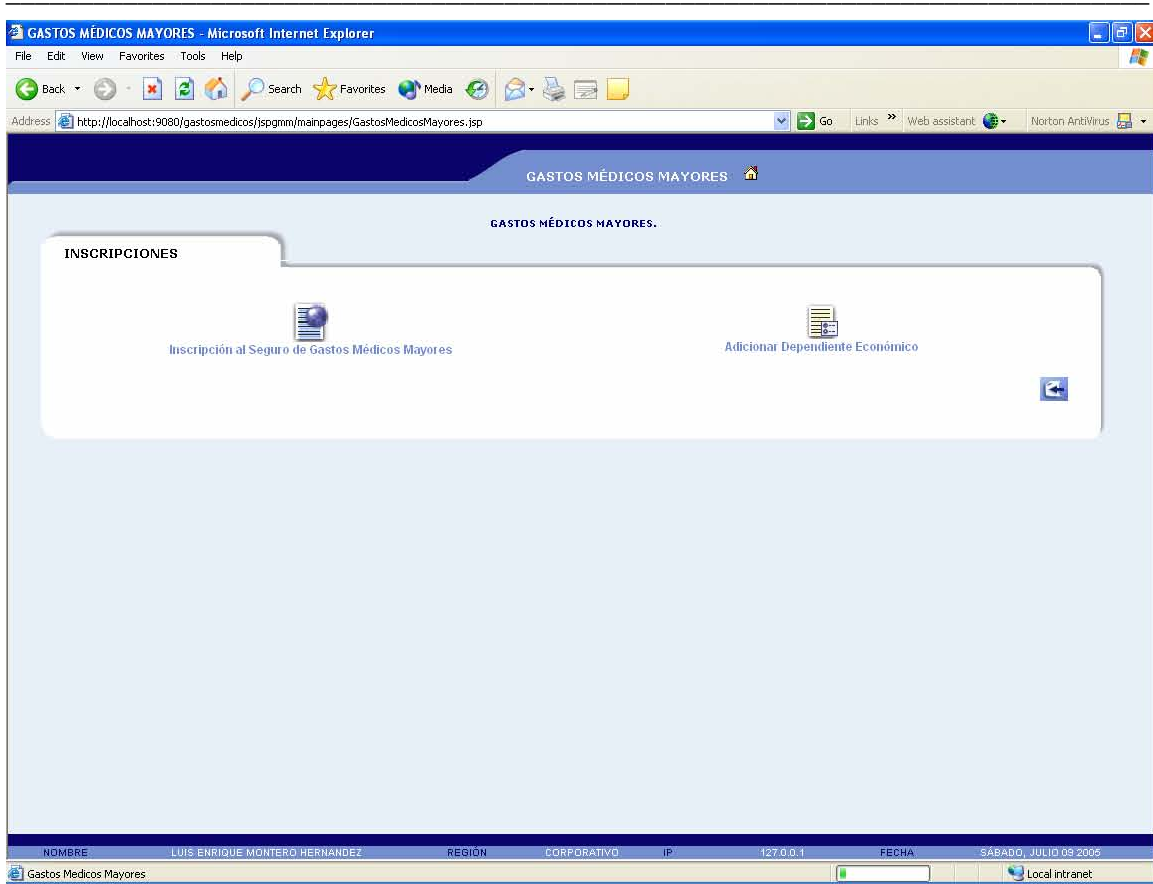 GASTOS MÉDICOS MAYORES - Microsoft Internet Explorer
File Edit View Favorites Tools Help
Back Search Favorites Media
Address http://localhost:9080/gastosmedicos/jspgmm/mainpages/GastosMedicosMayores.jsp Go Links » Web assistant Norton AntiVirus
GASTOS MÉDICOS MAYORES
GASTOS MÉDICOS MAYORES.
INSCRIPCIONES
Inscripción al Seguro de Gastos Médicos Mayores
Adicionar Dependiente Económico
NOMBRE LUIS ENRIQUE MONTERO HERNANDEZ REGIÓN CORPORATIVO IP 127.0.0.1 FECHA SÁBADO, JULIO 09 2005
Gastos Medicos Mayores Local intranet